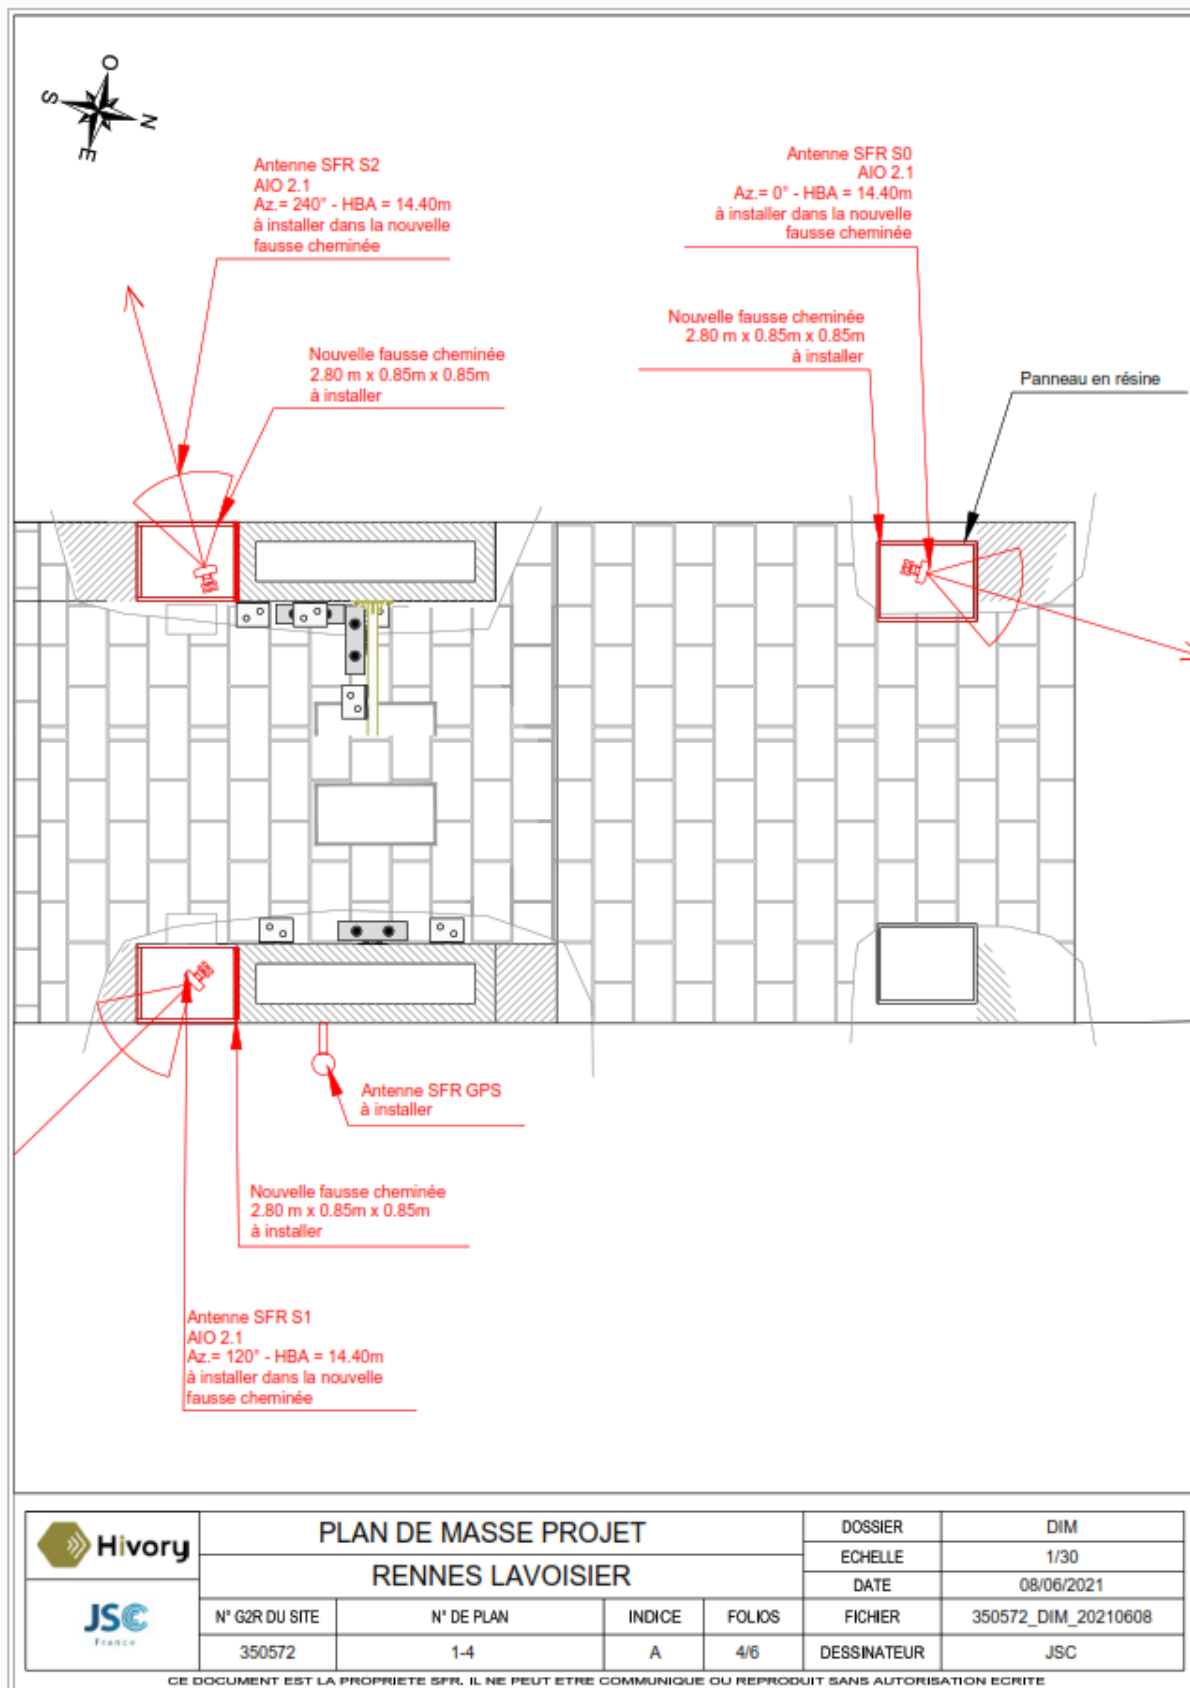 O
S
N
E
Antenne SFR S2
AIO 2.1
Az.= 240° - HBA = 14.40m
à installer dans la nouvelle
fausse cheminée
Antenne SFR S0
AIO 2.1
Az.= 0° - HBA = 14.40m
à installer dans la nouvelle
fausse cheminée
Nouvelle fausse cheminée
2.80 m x 0.85m x 0.85m
à installer
Nouvelle fausse cheminée
2.80 m x 0.85m x 0.85m
à installer
Panneau en résine
Antenne SFR GPS
à installer
Nouvelle fausse cheminée
2.80 m x 0.85m x 0.85m
à installer
Antenne SFR S1
AIO 2.1
Az.= 120° - HBA = 14.40m
à installer dans la nouvelle
fausse cheminée
Hivory
JSC
France
PLAN DE MASSE PROJET
RENNES LAVOISIER
DOSSIER DIM
ECHELLE 1/30
DATE 08/06/2021
N° G2R DU SITE N° DE PLAN INDICE FOLIOS FICHIER 350572_DIM_20210608
350572 1-4 A 4/6 DESSINATEUR JSC
CE DOCUMENT EST LA PROPRIETE SFR. IL NE PEUT ETRE COMMUNIQUE OU REPRODUIT SANS AUTORISATION ECRITE